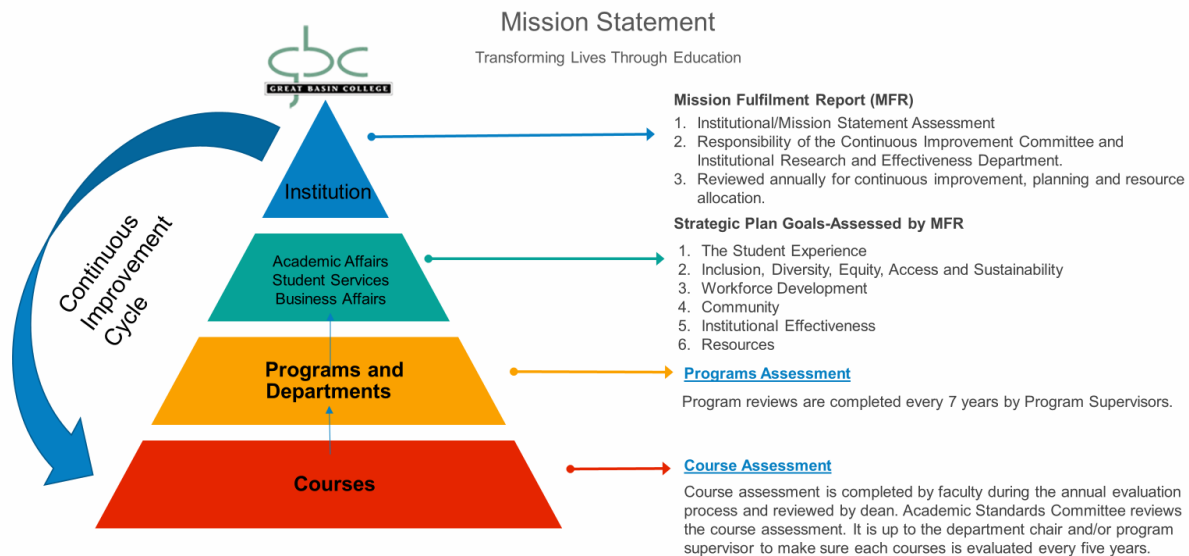 Mission Statement
Transforming Lives Through Education
gbc
GREAT BASIN COLLEGE
Continuous
Improvement
Cycle
Institution
Academic Affairs
Student Services
Business Affairs
Programs and
Departments
Courses
Mission Fulfilment Report (MFR)
1. Institutional/Mission Statement Assessment
2. Responsibility of the Continuous Improvement Committee and
Institutional Research and Effectiveness Department.
3. Reviewed annually for continuous improvement, planning and resource
allocation.
Strategic Plan Goals-Assessed by MFR
1. The Student Experience
2. Inclusion, Diversity, Equity, Access and Sustainability
3. Workforce Development
4. Community
5. Institutional Effectiveness
6. Resources
Programs Assessment
Program reviews are completed every 7 years by Program Supervisors.
Course Assessment
Course assessment is completed by faculty during the annual evaluation
process and reviewed by dean. Academic Standards Committee reviews
the course assessment. It is up to the department chair and/or program
supervisor to make sure each courses is evaluated every five years.